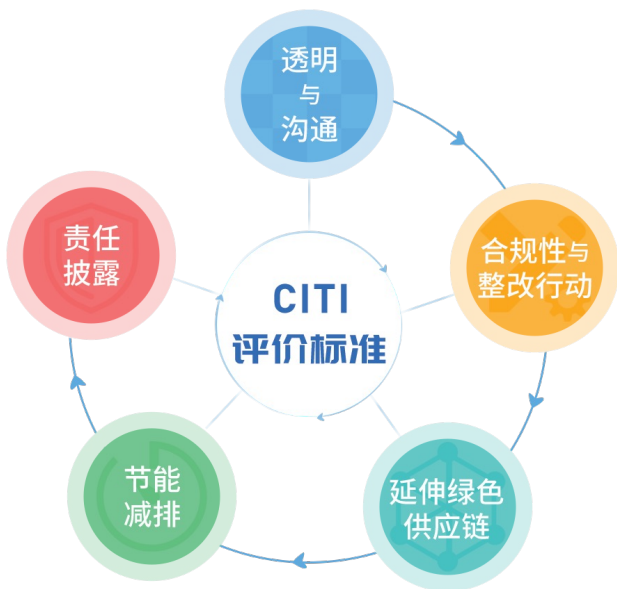 透明
与
沟通
合规性与
整改行动
延伸绿色
供应链
节能
减排
责任
披露
CITI
评价标准